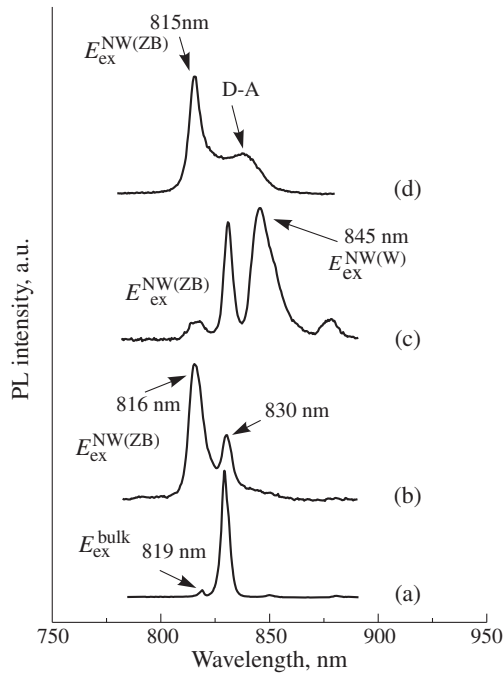 815nm
E_ex^NW(ZB)
D-A
(d)
845 nm
E_ex^NW(W)
E_ex^NW(ZB)
(c)
816 nm
830 nm
E_ex^NW(ZB)
(b)
E_ex^bulk
819 nm
(a)
PL intensity, a.u.
750 800 850 900 950
Wavelength, nm